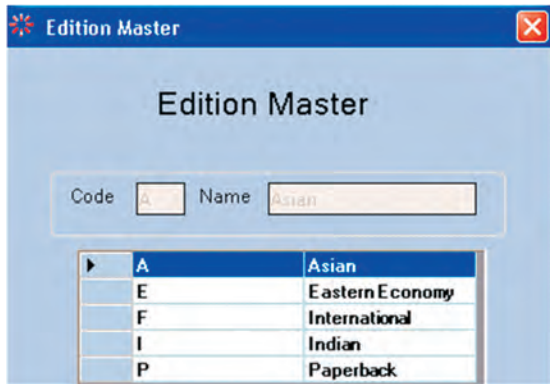 Edition Master
Edition Master
Code A Name Asian
A Asian
E Eastern Economy
F International
I Indian
P Paperback